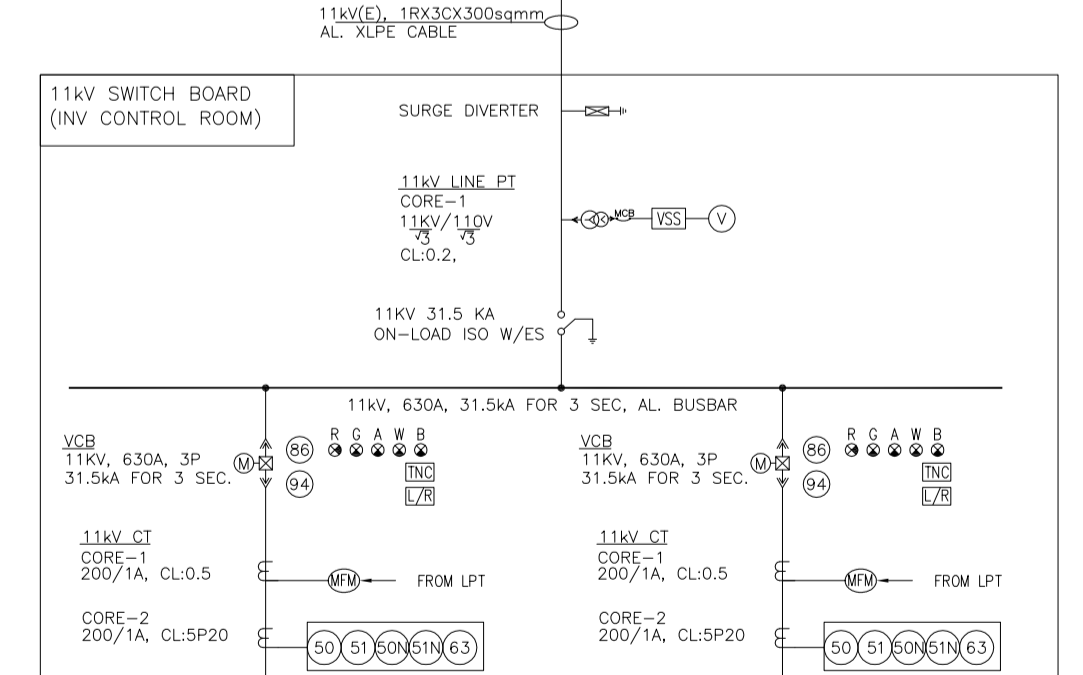 11kV(E), 1RX3CX300sqmm
AL. XLPE CABLE
11kV SWITCH BOARD
(INV CONTROL ROOM)
SURGE DIVERTER
11kV LINE PT
CORE-1
11KV/110V
√3 √3
CL:0.2,
MCB
VSS
V
11KV 31.5 KA
ON-LOAD ISO W/ES
11kV, 630A, 31.5kA FOR 3 SEC, AL. BUSBAR
VCB
11KV, 630A, 3P
31.5kA FOR 3 SEC.
M
86
94
R G A W B
TNC
L/R
11kV CT
CORE-1
200/1A, CL:0.5
MFM
FROM LPT
CORE-2
200/1A, CL:5P20
50 51 50N 51N 63
VCB
11KV, 630A, 3P
31.5kA FOR 3 SEC.
M
86
94
R G A W B
TNC
L/R
11kV CT
CORE-1
200/1A, CL:0.5
MFM
FROM LPT
CORE-2
200/1A, CL:5P20
50 51 50N 51N 63